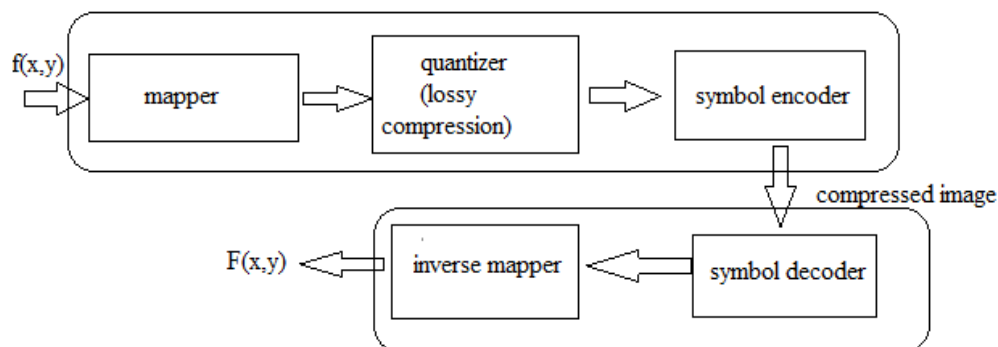 f(x,y)
mapper
quantizer
(lossy
compression)
symbol encoder
compressed image
F(x,y)
inverse mapper
symbol decoder